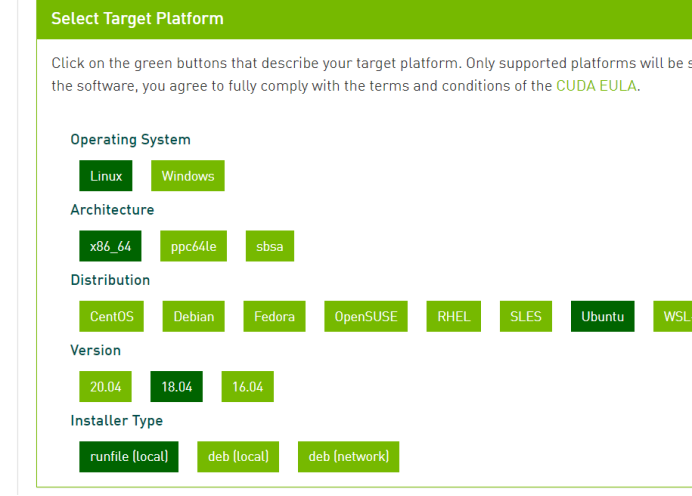 Select Target Platform
Click on the green buttons that describe your target platform. Only supported platforms will be
the software, you agree to fully comply with the terms and conditions of the CUDA EULA.
Operating System
Linux Windows
Architecture
x86_64 ppc64le sbsa
Distribution
CentOS Debian Fedora OpenSUSE RHEL SLES Ubuntu WSL
Version
20.04 18.04 16.04
Installer Type
runfile (local) deb (local) deb (network)